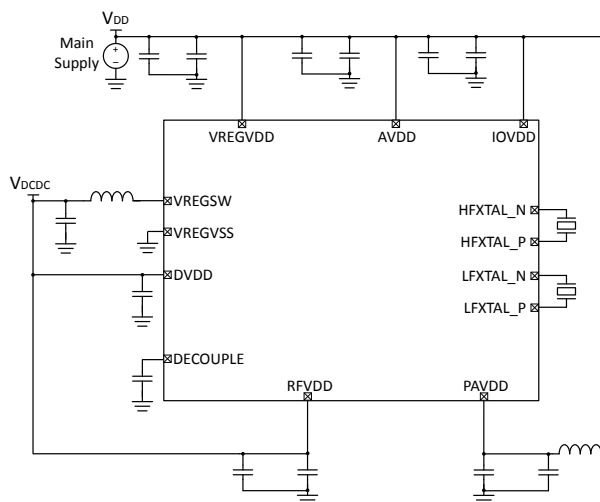 VDD
Main
Supply
+
–
VREGVDD
AVDD
IOVDD
VDCDC
VREGSW
HFXTAL_N
VREGVSS
HFXTAL_P
DVDD
LFXTAL_N
LFXTAL_P
DECOUPLE
RFVDD
PAVDD